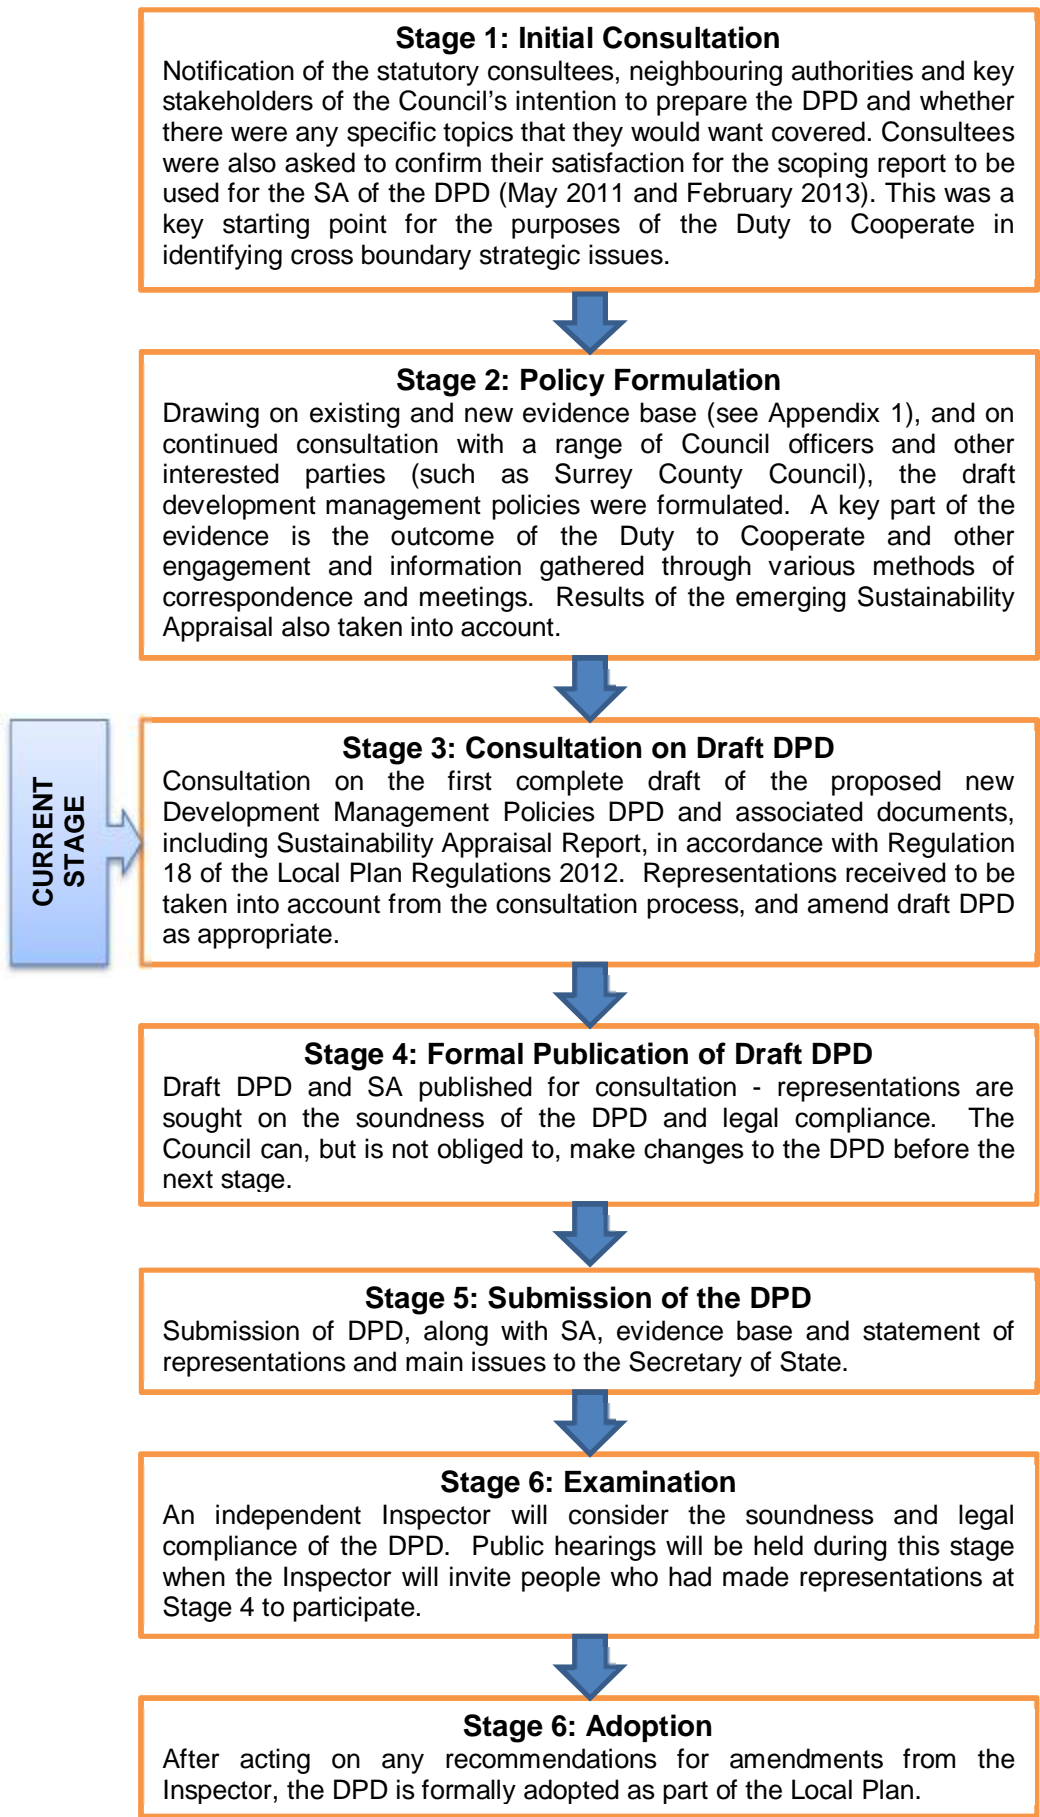 Stage 1: Initial Consultation
Notification of the statutory consultees, neighbouring authorities and key
stakeholders of the Council’s intention to prepare the DPD and whether
there were any specific topics that they would want covered. Consultees
were also asked to confirm their satisfaction for the scoping report to be
used for the SA of the DPD (May 2011 and February 2013). This was a
key starting point for the purposes of the Duty to Cooperate in
identifying cross boundary strategic issues.
Stage 2: Policy Formulation
Drawing on existing and new evidence base (see Appendix 1), and on
continued consultation with a range of Council officers and other
interested parties (such as Surrey County Council), the draft
development management policies were formulated. A key part of the
evidence is the outcome of the Duty to Cooperate and other
engagement and information gathered through various methods of
correspondence and meetings. Results of the emerging Sustainability
Appraisal also taken into account.
CURRENT
STAGE
Stage 3: Consultation on Draft DPD
Consultation on the first complete draft of the proposed new
Development Management Policies DPD and associated documents,
including Sustainability Appraisal Report, in accordance with Regulation
18 of the Local Plan Regulations 2012. Representations received to be
taken into account from the consultation process, and amend draft DPD
as appropriate.
Stage 4: Formal Publication of Draft DPD
Draft DPD and SA published for consultation - representations are
sought on the soundness of the DPD and legal compliance. The
Council can, but is not obliged to, make changes to the DPD before the
next stage.
Stage 5: Submission of the DPD
Submission of DPD, along with SA, evidence base and statement of
representations and main issues to the Secretary of State.
Stage 6: Examination
An independent Inspector will consider the soundness and legal
compliance of the DPD. Public hearings will be held during this stage
when the Inspector will invite people who had made representations at
Stage 4 to participate.
Stage 6: Adoption
After acting on any recommendations for amendments from the
Inspector, the DPD is formally adopted as part of the Local Plan.